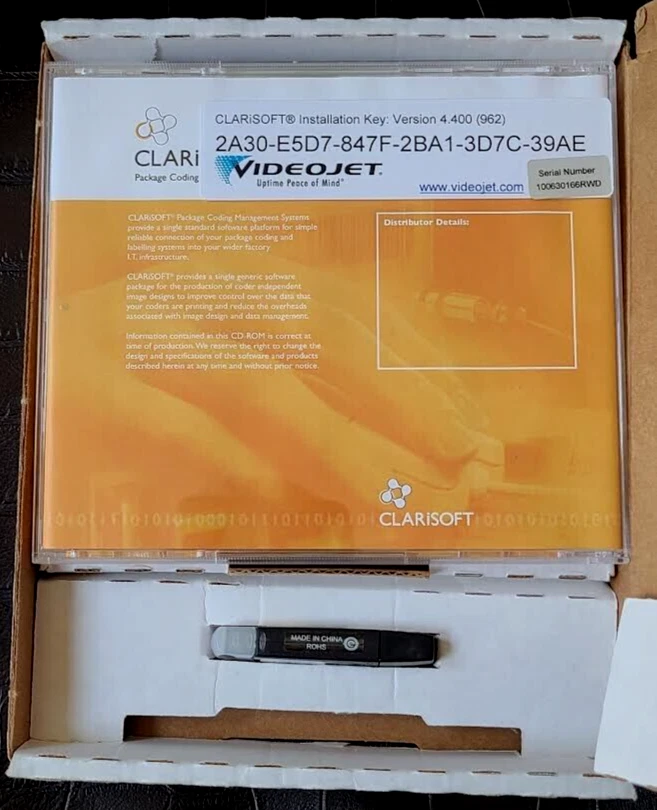 CLARiSOFT® Installation Key: Version 4.400 (962)
2A30-E5D7-847F-2BA1-3D7C-39AE
CLARi
Package Coding
VIDEOJET.
Uptime Peace of Mind™
www.videojet.com
Serial Number
100630166RWD
CLARiSOFT® Package Coding Management Systems
provide a single standard software platform for simple
reliable connection of your package coding and
labelling systems into your wider factory
I.T. infrastructure.
CLARiSOFT® provides a single generic software
package for the production of coder independent
image designs to improve control over the data that
your coders are printing and reduce the overheads
associated with image design and data management.
Information contained in this CD-ROM is correct at
time of production. We reserve the right to change the
design and specifications of the software and products
described herein at any time and without prior notice.
Distributor Details:
CLARiSOFT
MADE IN CHINA
ROHS